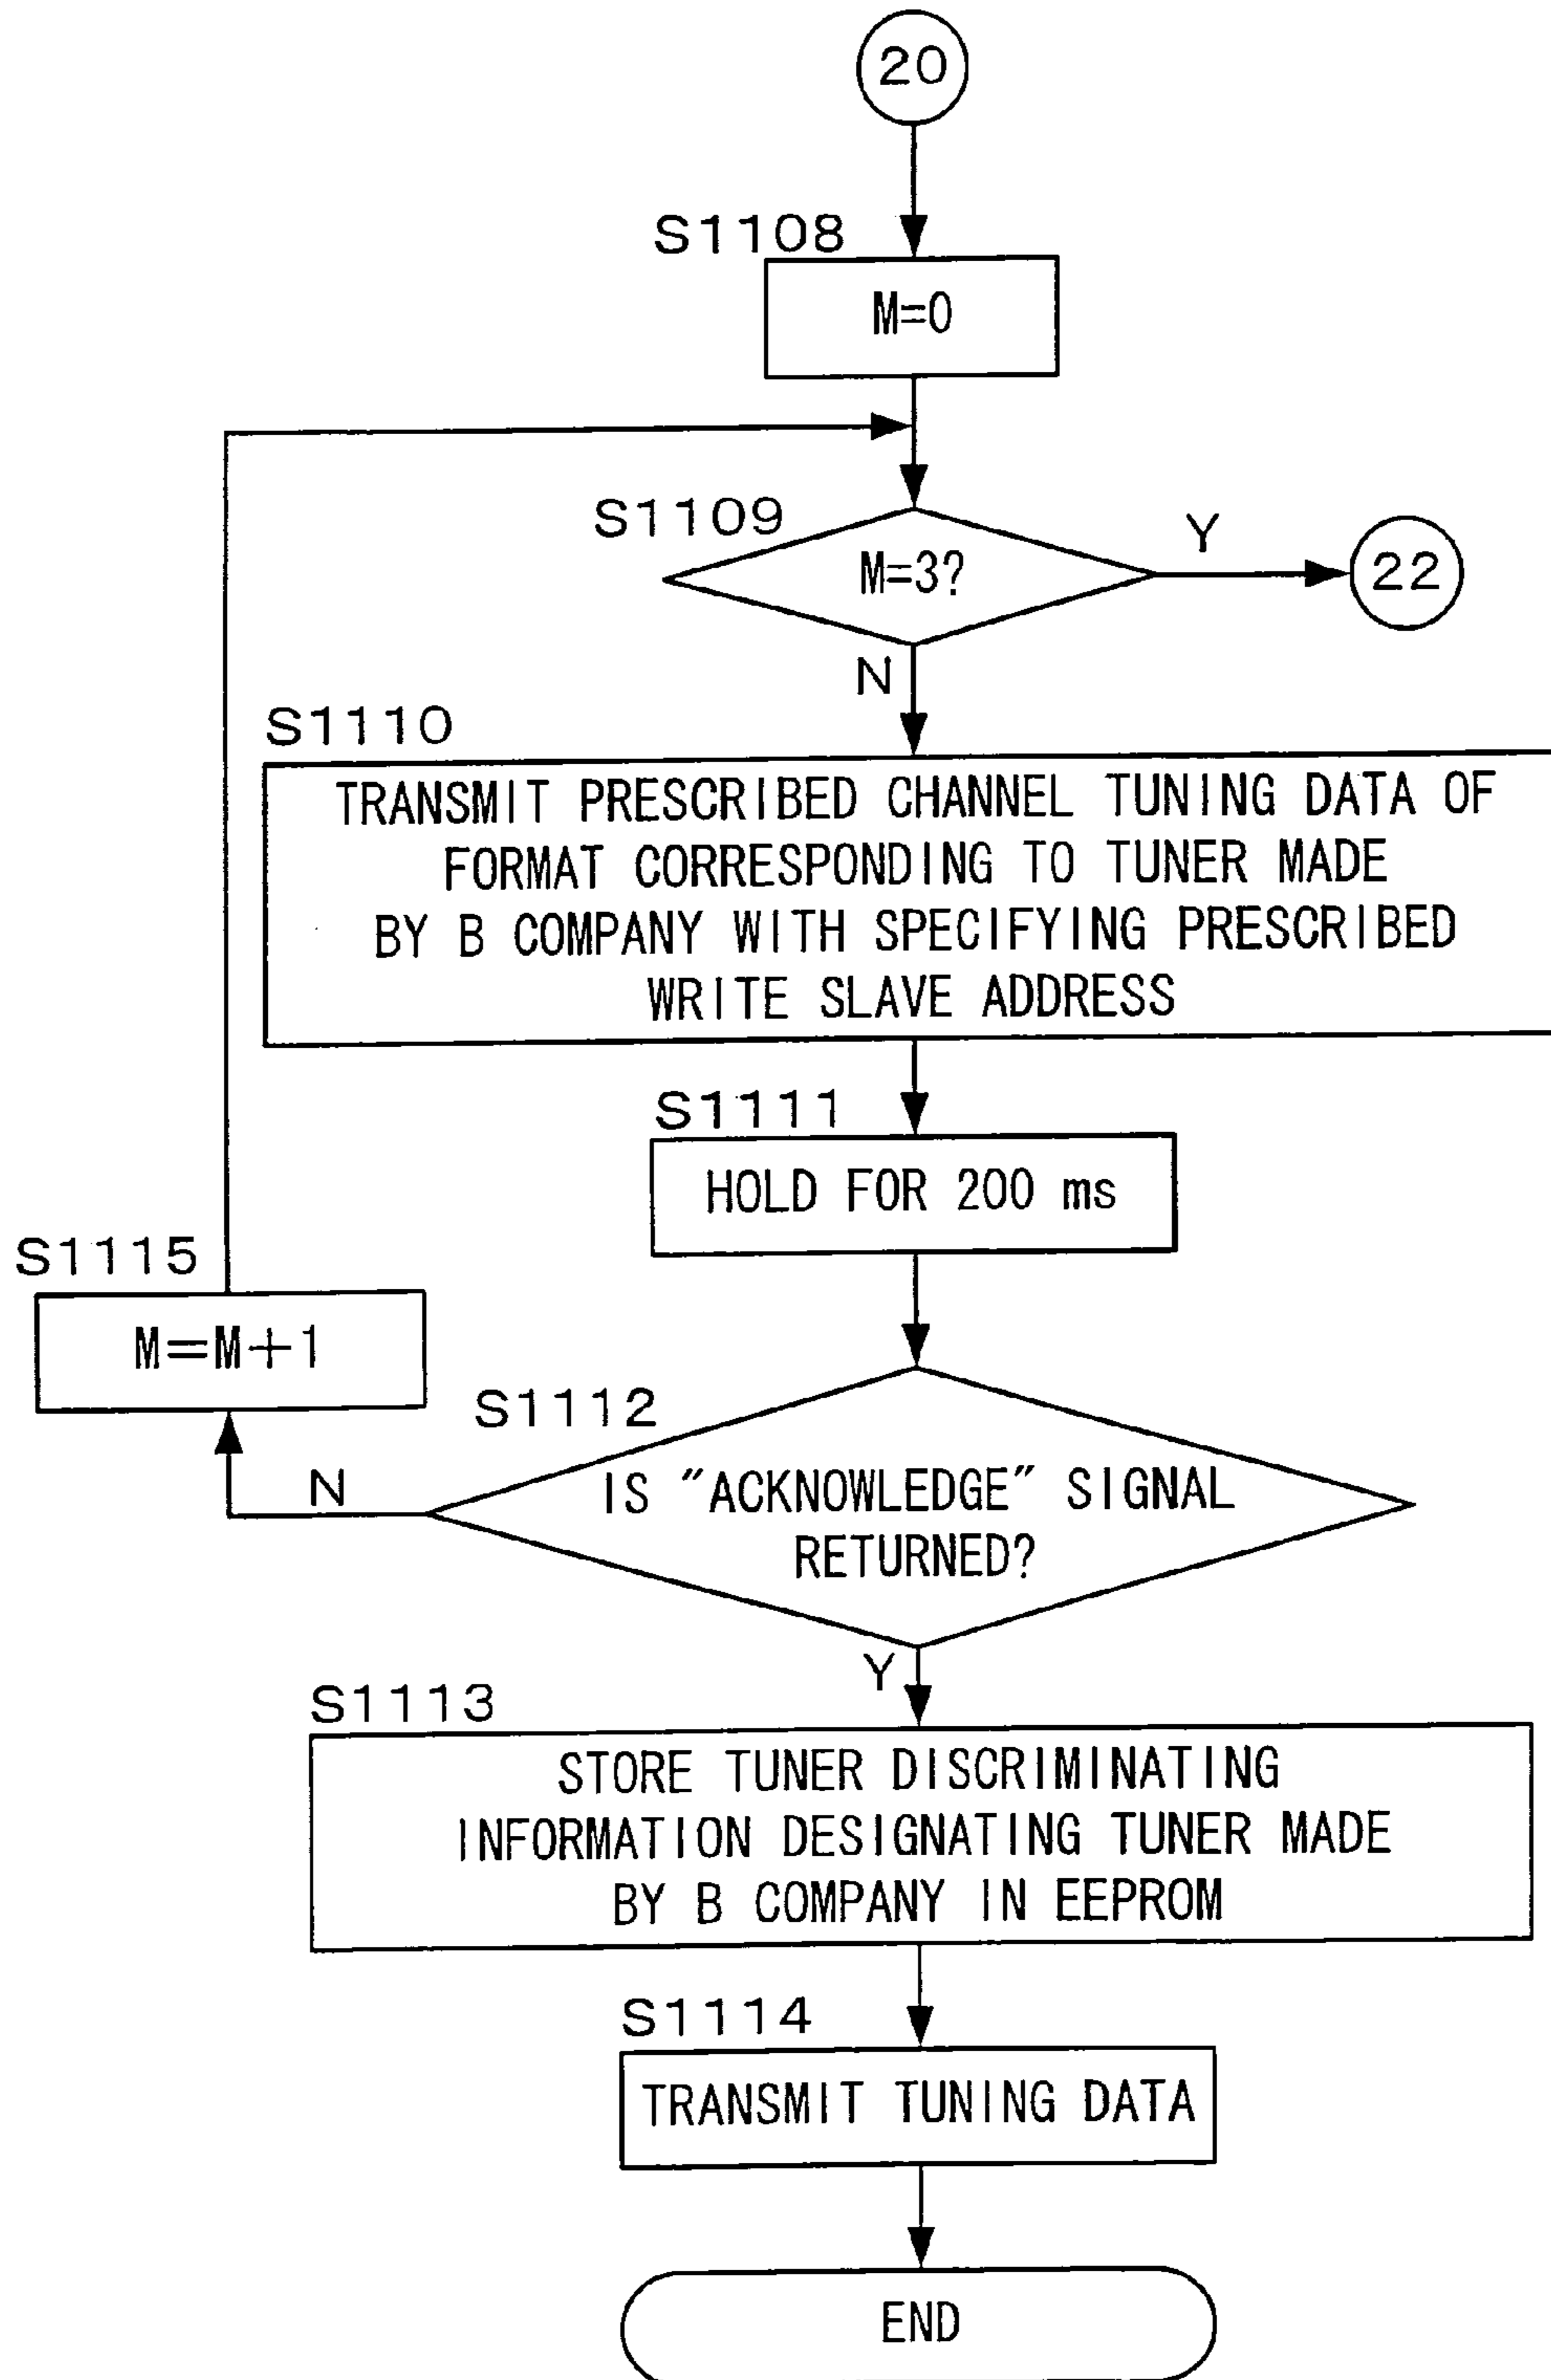 20
S1108
M=0
S1109
M=3?
Y
22
N
S1110
TRANSMIT PRESCRIBED CHANNEL TUNING DATA OF
FORMAT CORRESPONDING TO TUNER MADE
BY B COMPANY WITH SPECIFYING PRESCRIBED
WRITE SLAVE ADDRESS
S1111
HOLD FOR 200 ms
S1115
M=M+1
S1112
N
IS "ACKNOWLEDGE" SIGNAL
RETURNED?
Y
S1113
STORE TUNER DISCRIMINATING
INFORMATION DESIGNATING TUNER MADE
BY B COMPANY IN EEPROM
S1114
TRANSMIT TUNING DATA
END